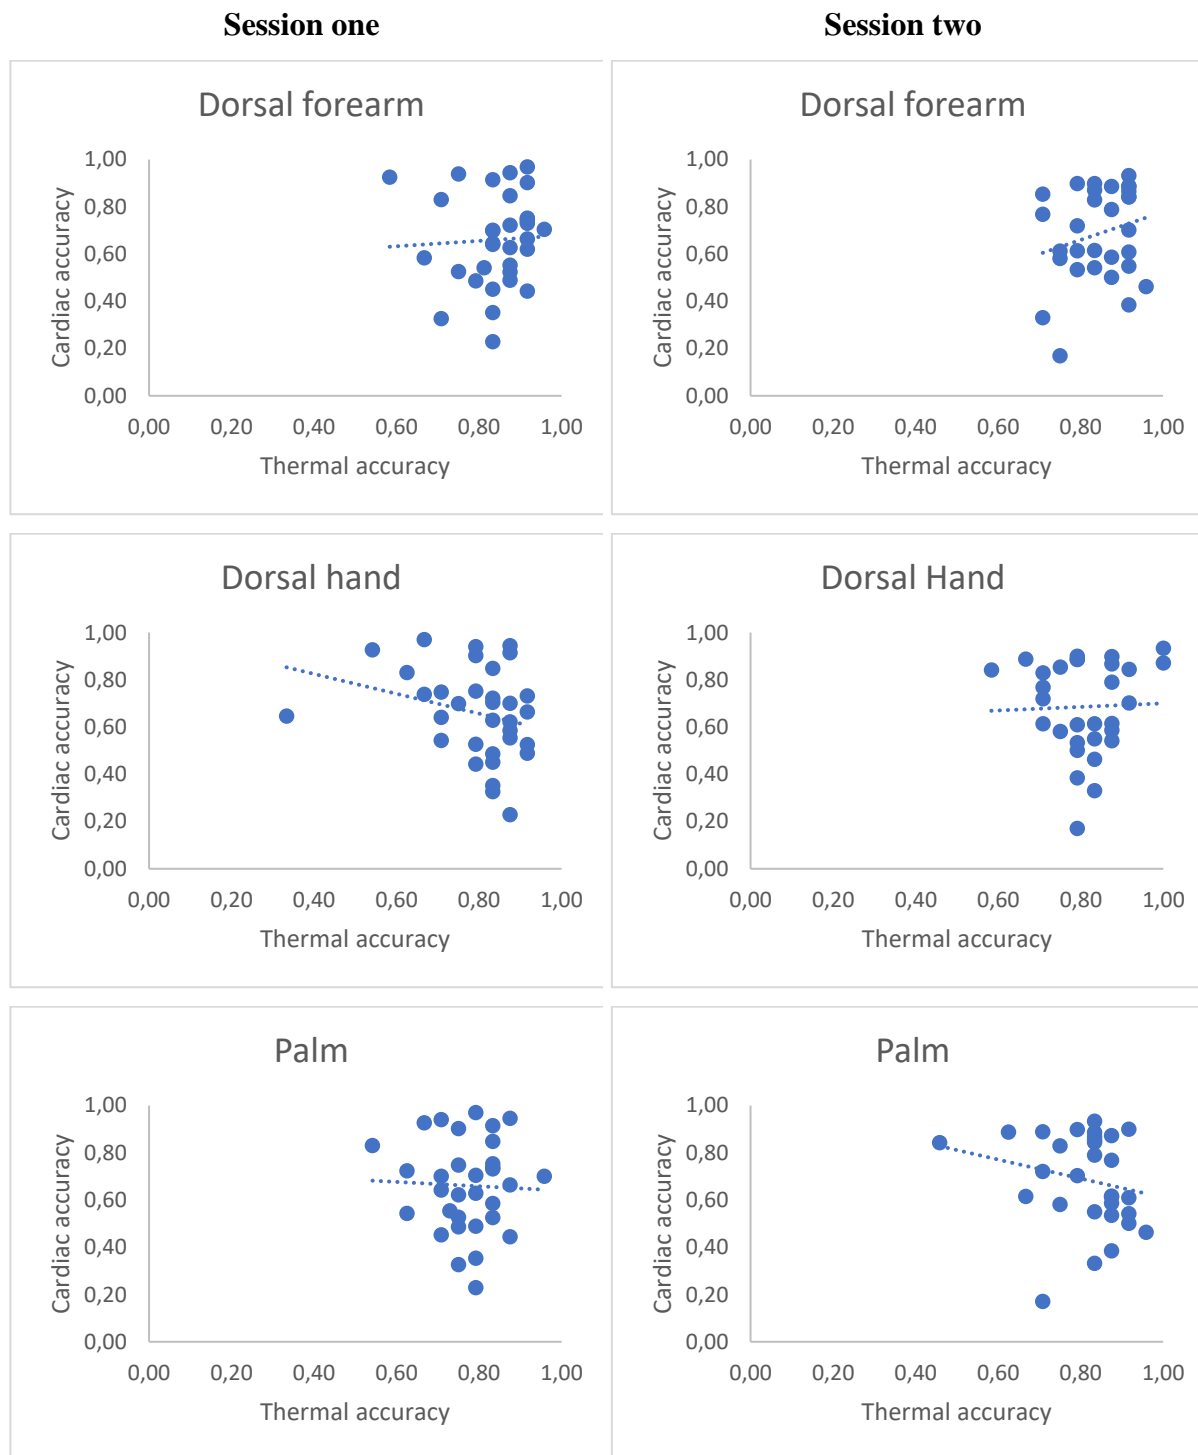 Session one
Session two
Dorsal forearm
1,00
0,80
0,60
0,40
0,20
0,00
Cardiac accuracy
0,00 0,20 0,40 0,60 0,80 1,00
Thermal accuracy
Dorsal forearm
1,00
0,80
0,60
0,40
0,20
0,00
Cardiac accuracy
0,00 0,20 0,40 0,60 0,80 1,00
Thermal accuracy
Dorsal hand
1,00
0,80
0,60
0,40
0,20
0,00
Cardiac accuracy
0,00 0,20 0,40 0,60 0,80 1,00
Thermal accuracy
Dorsal Hand
1,00
0,80
0,60
0,40
0,20
0,00
Cardiac accuracy
0,00 0,20 0,40 0,60 0,80 1,00
Thermal accuracy
Palm
1,00
0,80
0,60
0,40
0,20
0,00
Cardiac accuracy
0,00 0,20 0,40 0,60 0,80 1,00
Thermal accuracy
Palm
1,00
0,80
0,60
0,40
0,20
0,00
Cardiac accuracy
0,00 0,20 0,40 0,60 0,80 1,00
Thermal accuracy